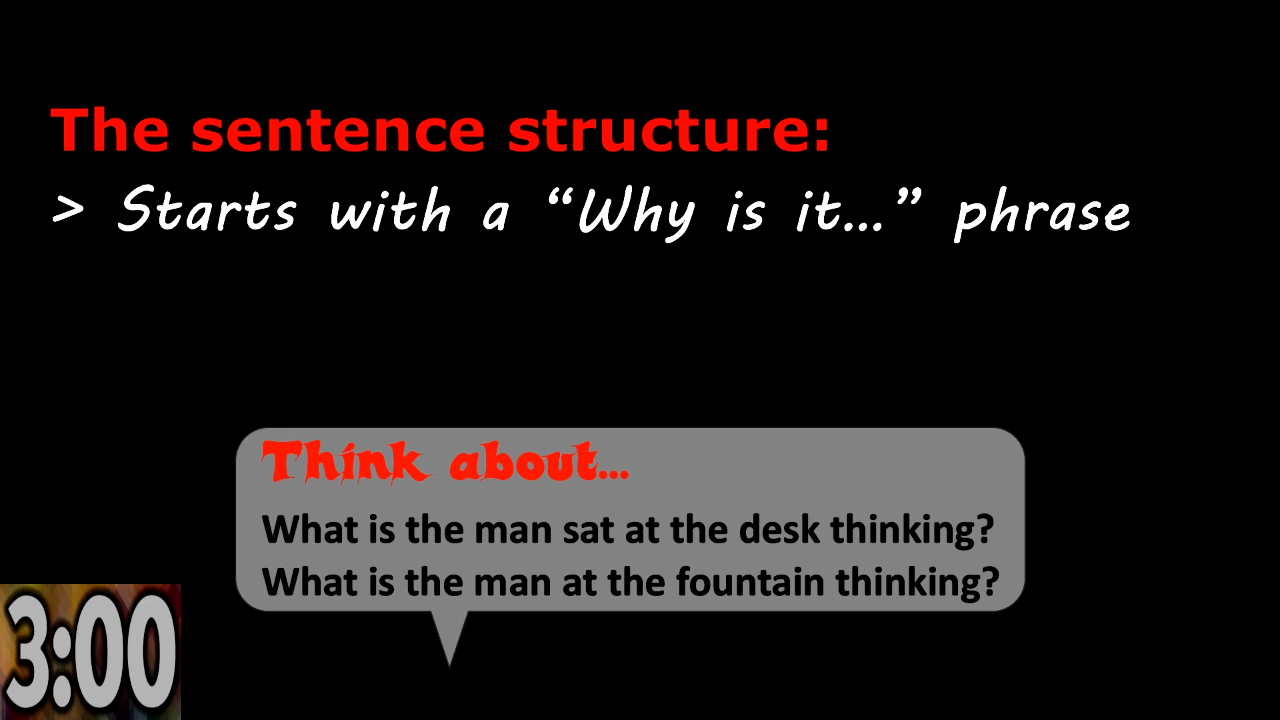 The sentence structure:
> Starts with a “Why is it…” phrase
Think about…
What is the man sat at the desk thinking?
What is the man at the fountain thinking?
3:00